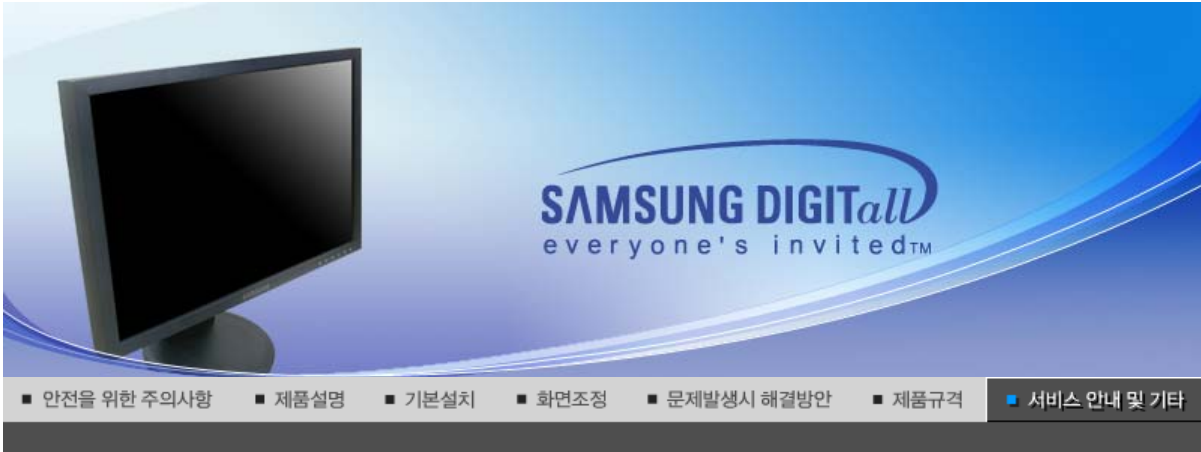 SAMSUNG DIGITall
everyone's invited™
■ 안전을 위한 주의사항 ■ 제품설명 ■ 기본설치 ■ 화면조정 ■ 문제발생시 해결방안 ■ 제품규격 ■ 서비스 안내 및 기타